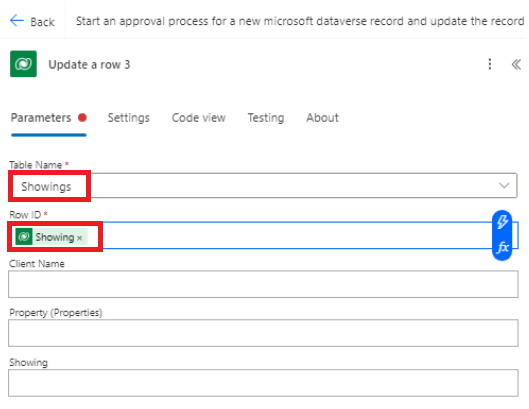 Back
Start an approval process for a new microsoft dataverse record and update the record
Update a row 3
Parameters Settings Code view Testing About
Table Name *
Showings
Row ID *
Showing ×
fx
Client Name
Property (Properties)
Showing